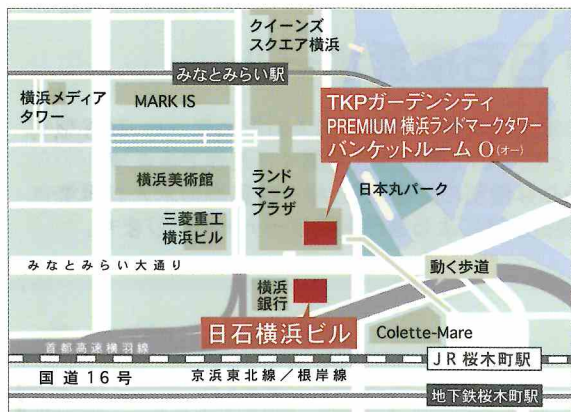 クイーンズ
スクエア横浜
みなとみらい駅
横浜メディア
タワー
MARK IS
TKPガーデンシティ
PREMIUM 横浜ランドマークタワー
バンケットルーム O(オー)
横浜美術館
ランド
マーク
プラザ
日本丸パーク
三菱重工
横浜ビル
みなとみらい大通り
動く歩道
横浜
銀行
日石横浜ビル
Colette-Mare
首都高速横羽線
JR 桜木町駅
国道16号
京浜東北線/根岸線
地下鉄桜木町駅